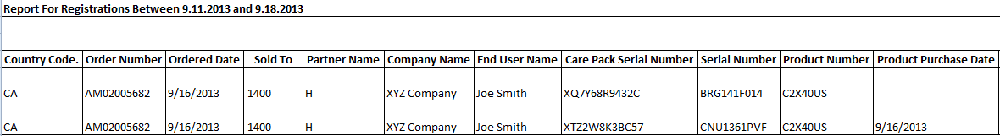 Report For Registrations Between 9.11.2013 and 9.18.2013
Country Code. Order Number Ordered Date Sold To Partner Name Company Name End User Name Care Pack Serial Number Serial Number Product Number Product Purchase Date
CA AM02005682 9/16/2013 1400 H XYZ Company Joe Smith XQ7Y68R9432C BRG141F014 C2X40US
CA AM02005682 9/16/2013 1400 H XYZ Company Joe Smith XTZ2W8K3BC57 CNU1361PVF C2X40US 9/16/2013